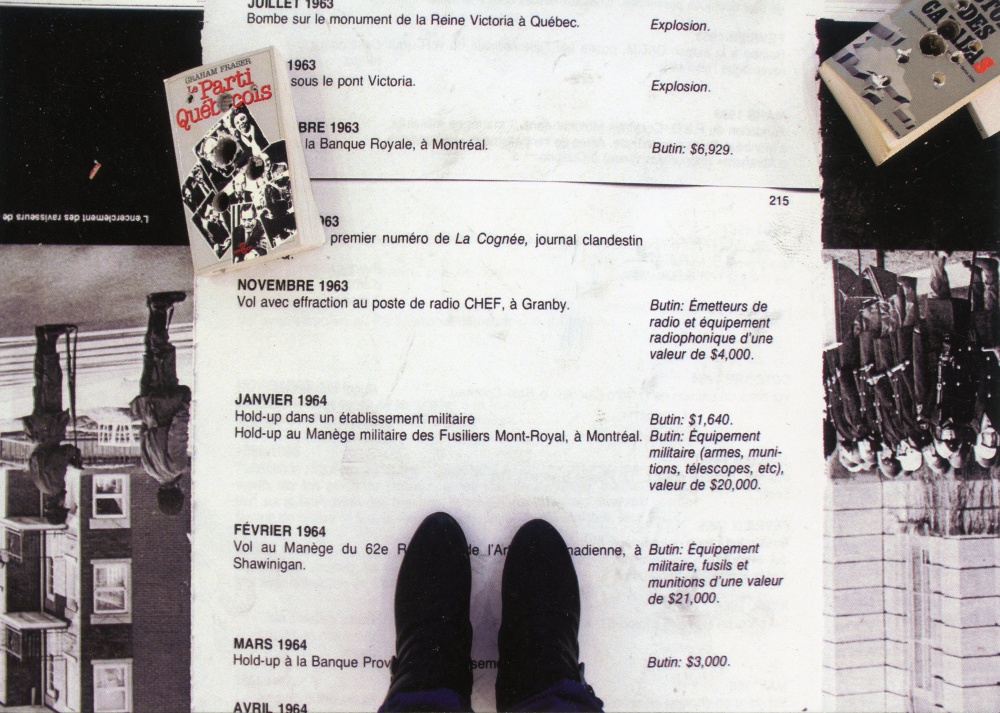 JUILLET 1963
Bombe sur le monument de la Reine Victoria à Québec. Explosion.
1963
sous le pont Victoria. Explosion.
BRE 1963
la Banque Royale, à Montréal. Butin: $6,929.
215
963
premier numéro de La Cognée, journal clandestin
NOVEMBRE 1963
Vol avec effraction au poste de radio CHEF, à Granby. Butin: Émetteurs de
radio et équipement
radiophonique d'une
valeur de $4,000.
JANVIER 1964
Hold-up dans un établissement militaire Butin: $1,640.
Hold-up au Manège militaire des Fusiliers Mont-Royal, à Montréal. Butin: Équipement
militaire (armes, muni-
tions, télescopes, etc),
valeur de $20,000.
FÉVRIER 1964
Vol au Manège du 62e R de l'Ar nadienne, à Butin: Équipement
Shawinigan. militaire, fusils et
munitions d'une valeur
de $21,000.
MARS 1964
Hold-up à la Banque Prov Butin: $3,000.
AVRIL 1964
GRAHAM FRASER
Le Parti
Québécois
DES
L'encerclement des ravisseurs de